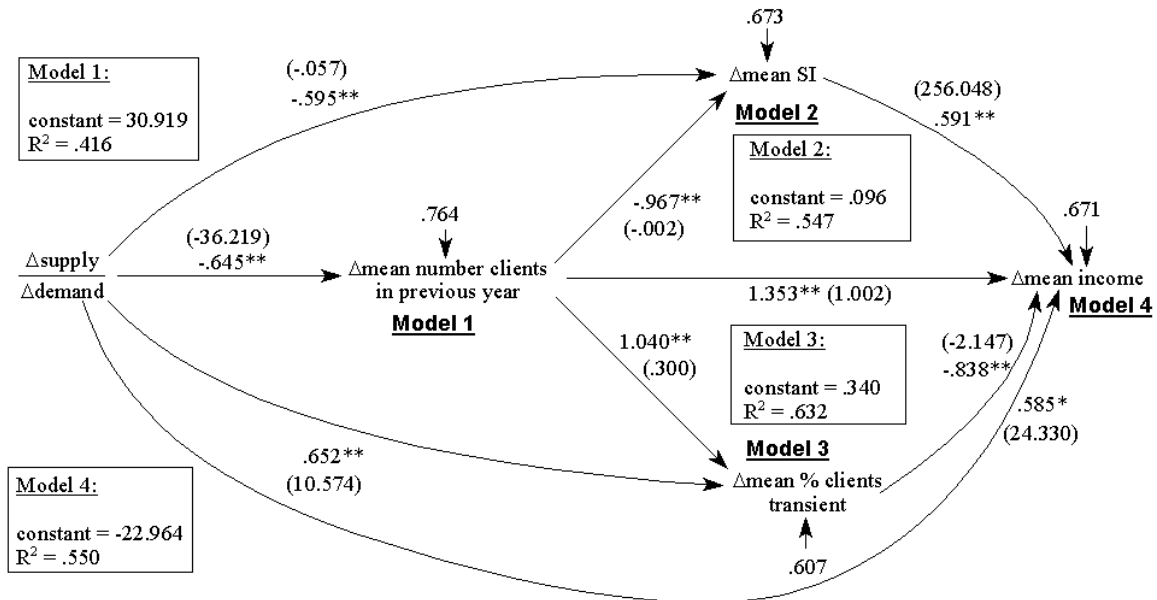 .673
Model 1:
constant = 30.919
R² = .416
(-.057)
-.595**
Δmean SI
Model 2
(256.048)
.591**
Model 2:
constant = .096
R² = .547
-.967**
(-.002)
.764
.671
(-36.219)
-.645**
Δsupply
Δdemand
Δmean number clients
in previous year
Model 1
1.353** (1.002)
Δmean income
Model 4
1.040**
(.300)
Model 3:
constant = .340
R² = .632
(-2.147)
-.838**
.585*
(24.330)
Model 3
Δmean % clients
transient
.652**
(10.574)
Model 4:
constant = -22.964
R² = .550
.607